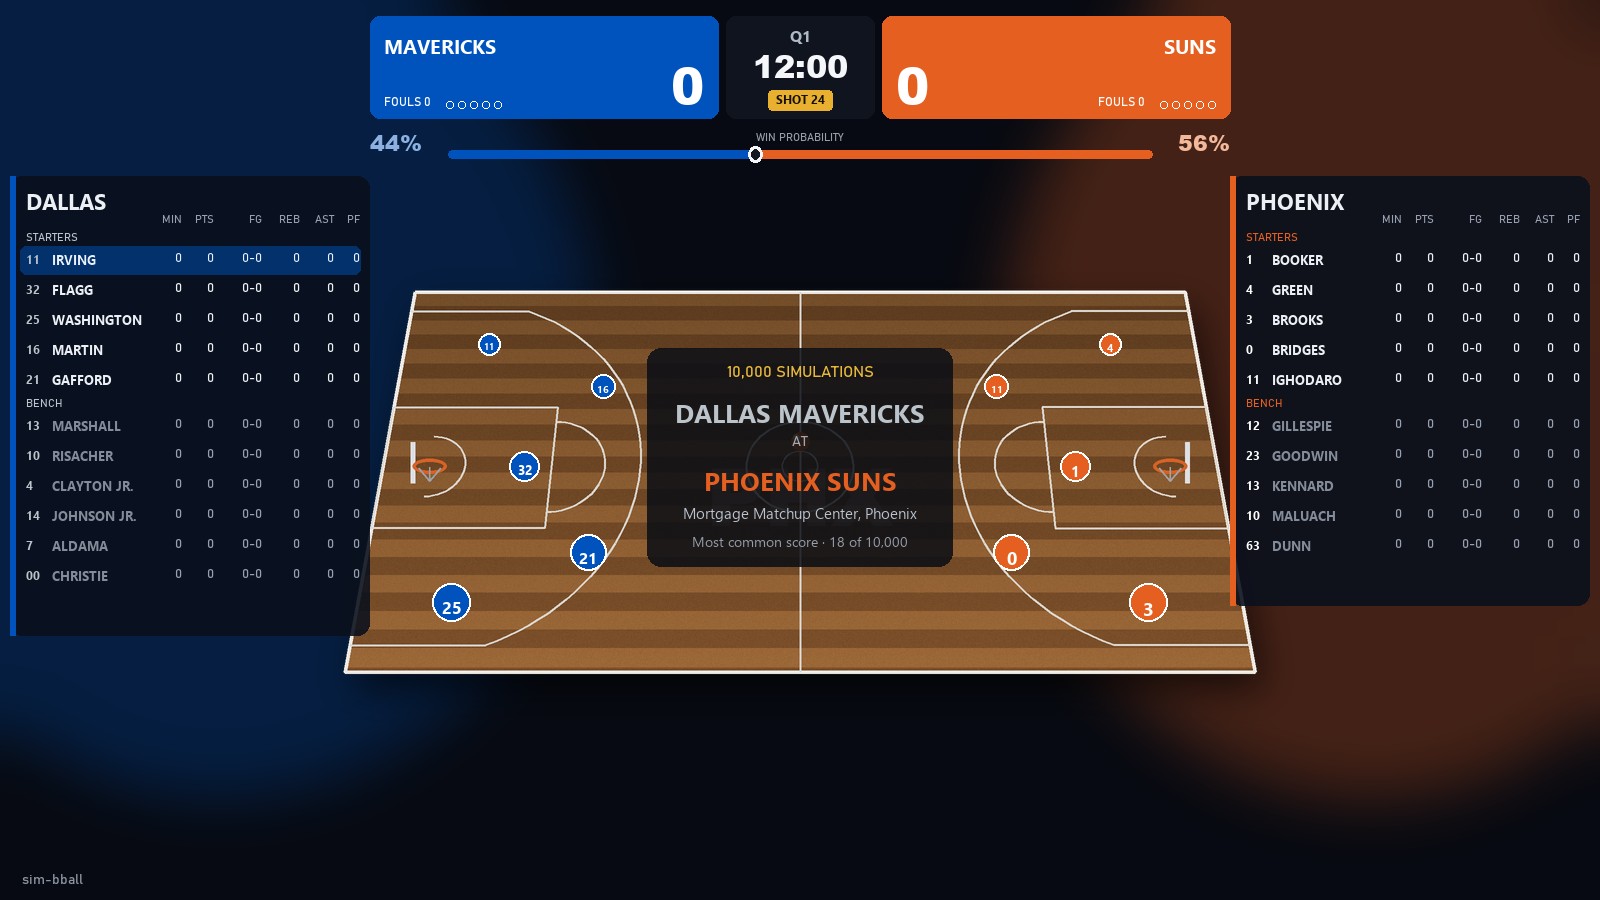 MAVERICKS
0
FOULS 0
Q1
12:00
SHOT 24
SUNS
0
FOULS 0
44%
WIN PROBABILITY
56%
DALLAS
MIN PTS FG REB AST PF
STARTERS
11 IRVING 0 0 0-0 0 0 0
32 FLAGG 0 0 0-0 0 0 0
25 WASHINGTON 0 0 0-0 0 0 0
16 MARTIN 0 0 0-0 0 0 0
21 GAFFORD 0 0 0-0 0 0 0
BENCH
13 MARSHALL 0 0 0-0 0 0 0
10 RISACHER 0 0 0-0 0 0 0
4 CLAYTON JR. 0 0 0-0 0 0 0
14 JOHNSON JR. 0 0 0-0 0 0 0
7 ALDAMA 0 0 0-0 0 0 0
00 CHRISTIE 0 0 0-0 0 0 0
11
16
32
21
25
10,000 SIMULATIONS
DALLAS MAVERICKS
AT
PHOENIX SUNS
Mortgage Matchup Center, Phoenix
Most common score · 18 of 10,000
4
11
1
0
3
PHOENIX
MIN PTS FG REB AST PF
STARTERS
1 BOOKER 0 0 0-0 0 0 0
4 GREEN 0 0 0-0 0 0 0
3 BROOKS 0 0 0-0 0 0 0
0 BRIDGES 0 0 0-0 0 0 0
11 IGHODARO 0 0 0-0 0 0 0
BENCH
12 GILLESPIE 0 0 0-0 0 0 0
23 GOODWIN 0 0 0-0 0 0 0
13 KENNARD 0 0 0-0 0 0 0
10 MALUACH 0 0 0-0 0 0 0
63 DUNN 0 0 0-0 0 0 0
sim-bball